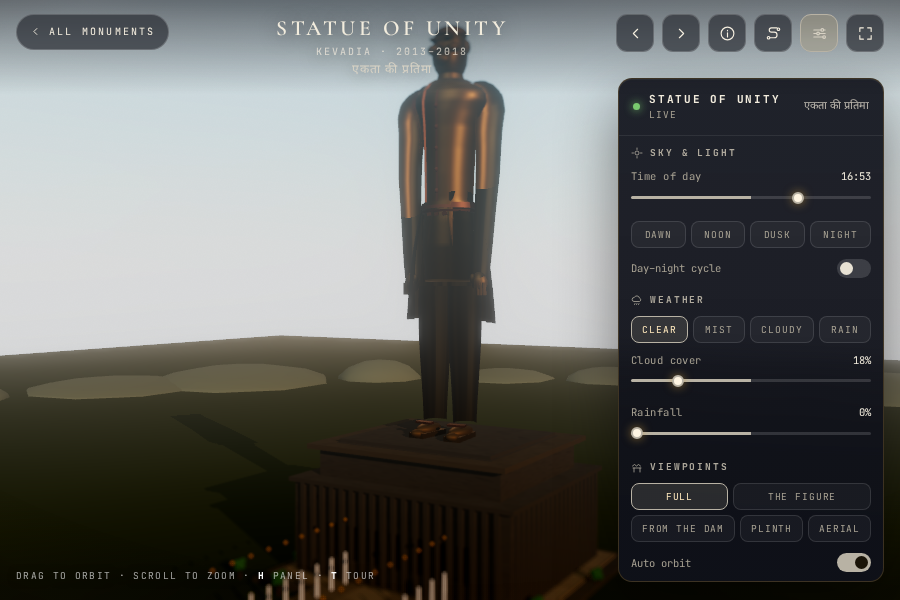 ALL MONUMENTS
STATUE OF UNITY
KEVADIA · 2013–2018
एकता की प्रतिमा
STATUE OF UNITY
LIVE
एकता की प्रतिमा
SKY & LIGHT
Time of day 16:53
DAWN NOON DUSK NIGHT
Day–night cycle
WEATHER
CLEAR MIST CLOUDY RAIN
Cloud cover 18%
Rainfall 0%
VIEWPOINTS
FULL THE FIGURE
FROM THE DAM PLINTH AERIAL
Auto orbit
DRAG TO ORBIT · SCROLL TO ZOOM · H PANEL · T TOUR